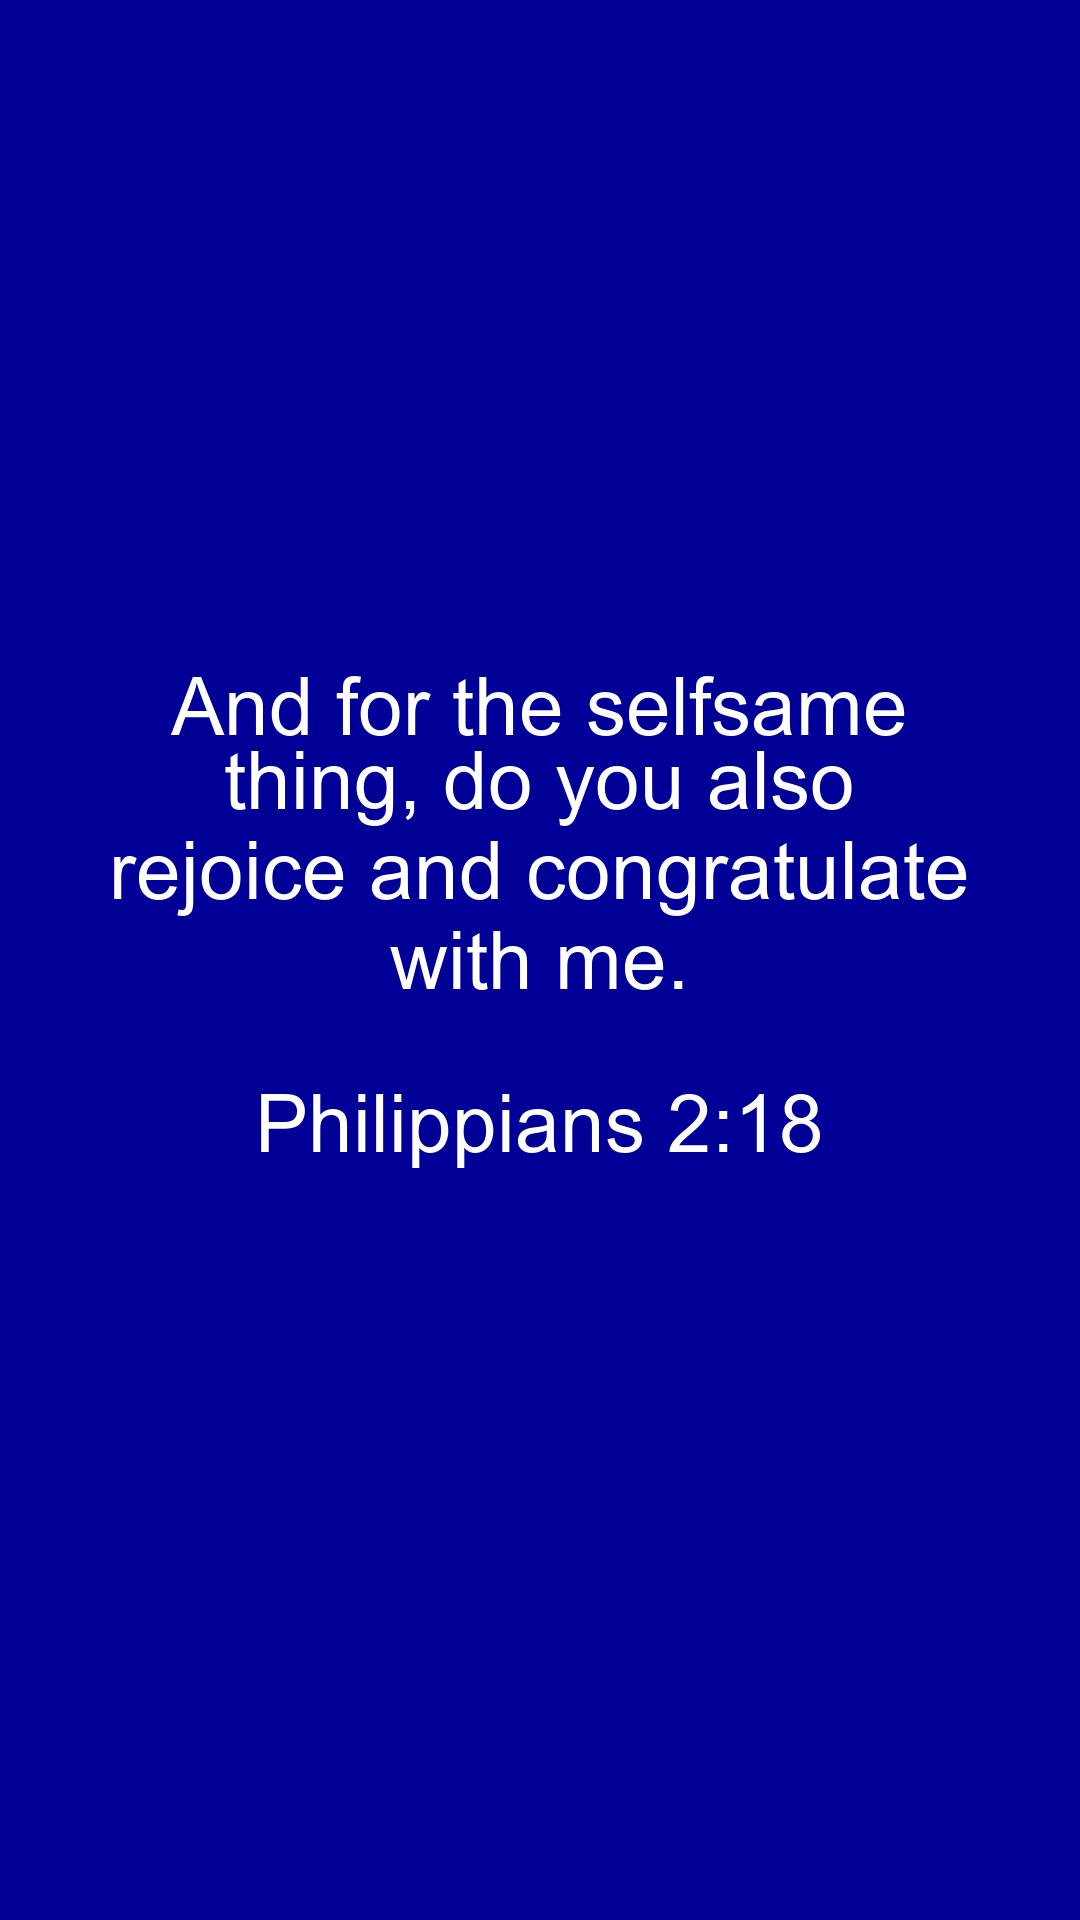 And for the selfsame
thing, do you also
rejoice and congratulate
with me.
Philippians 2:18